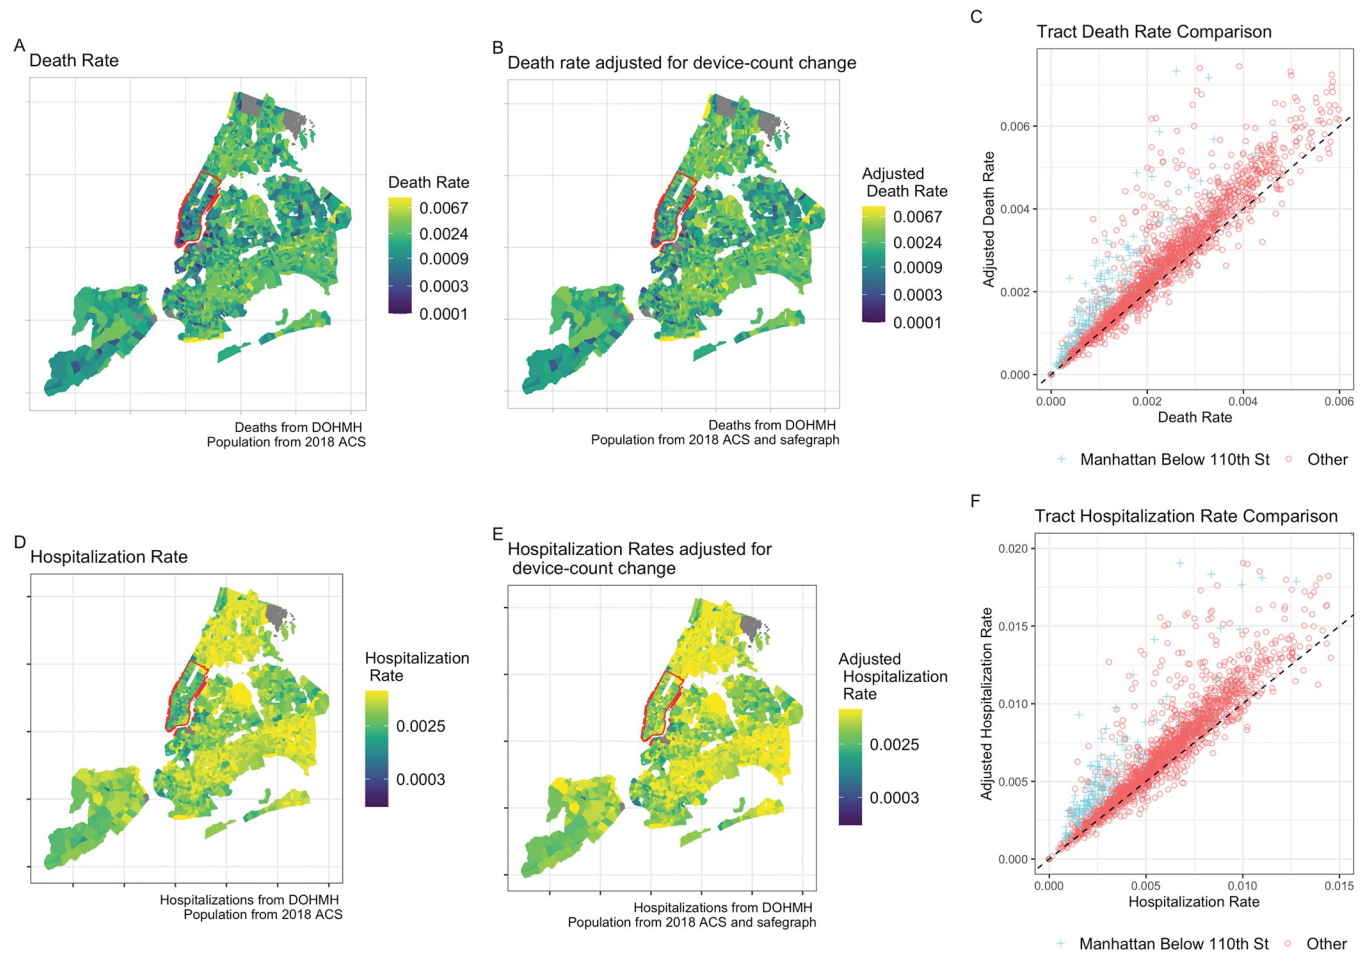 A
Death Rate
Death Rate
0.0067
0.0024
0.0009
0.0003
0.0001
Deaths from DOHMH
Population from 2018 ACS
B
Death rate adjusted for device-count change
Adjusted
Death Rate
0.0067
0.0024
0.0009
0.0003
0.0001
Deaths from DOHMH
Population from 2018 ACS and safegraph
C
Tract Death Rate Comparison
Adjusted Death Rate
0.006
0.004
0.002
0.000
0.000 0.002 0.004 0.006
Death Rate
Manhattan Below 110th St Other
D
Hospitalization Rate
Hospitalization
Rate
0.0025
0.0003
Hospitalizations from DOHMH
Population from 2018 ACS
E
Hospitalization Rates adjusted for
device-count change
Adjusted
Hospitalization
Rate
0.0025
0.0003
Hospitalizations from DOHMH
Population from 2018 ACS and safegraph
F
Tract Hospitalization Rate Comparison
Adjusted Hospitalization Rate
0.020
0.015
0.010
0.005
0.000
0.000 0.005 0.010 0.015
Hospitalization Rate
Manhattan Below 110th St Other